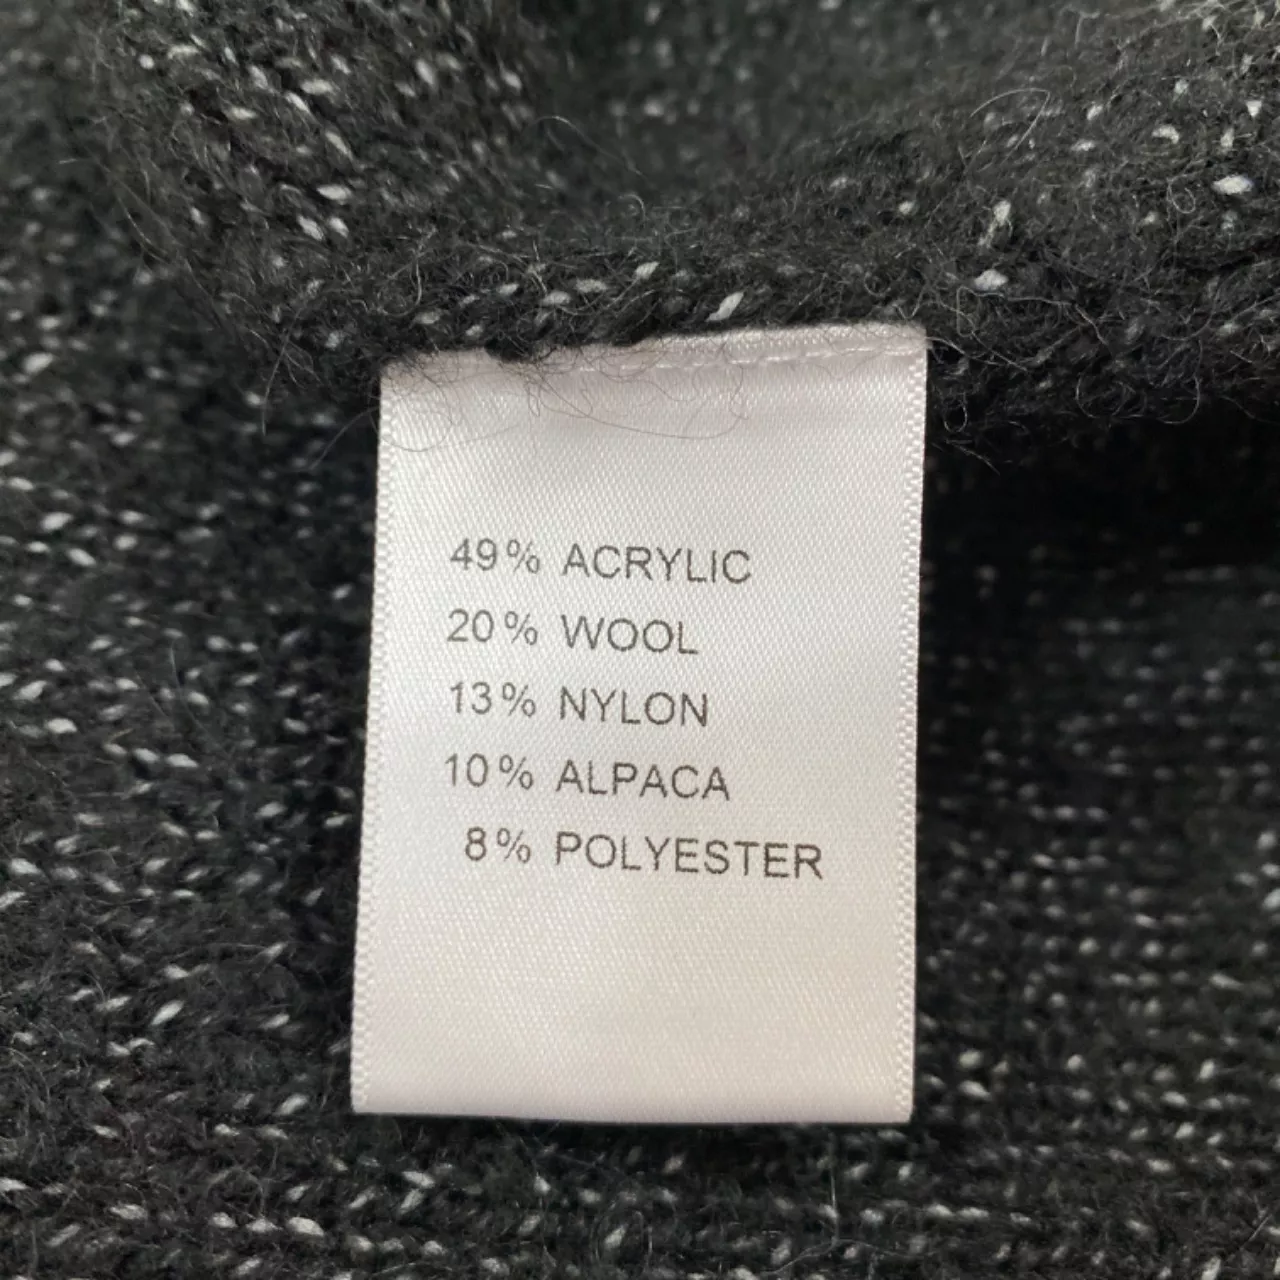 49% ACRYLIC
20% WOOL
13% NYLON
10% ALPACA
8% POLYESTER